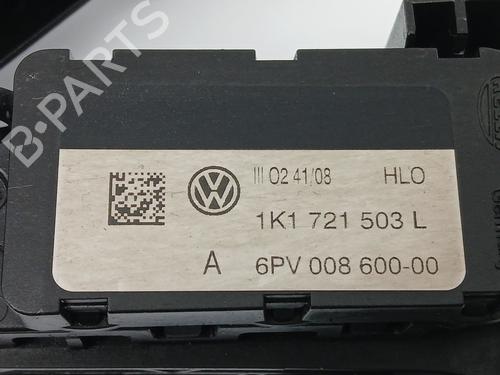 B-PARTS
III 02 41/08 HLO
1K1 721 503 L
A 6PV 008 600-00